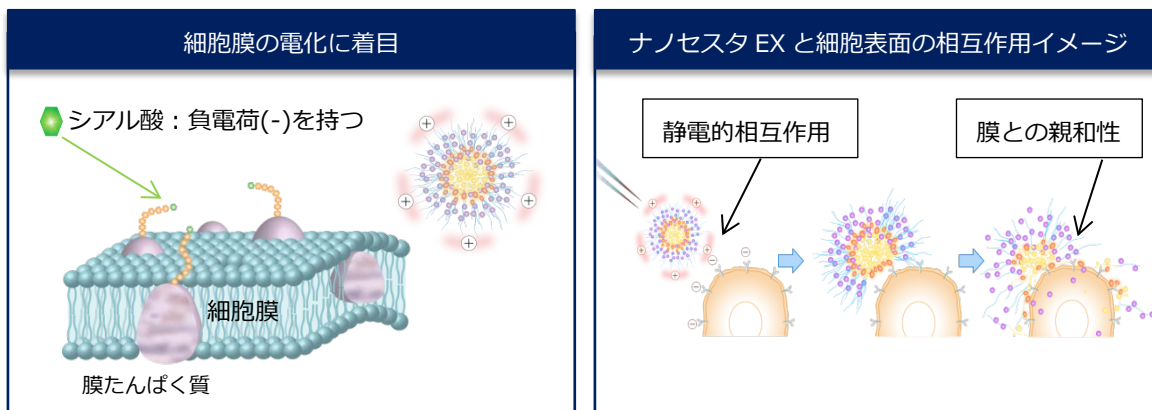 細胞膜の電化に着目
シアル酸：負電荷(-)を持つ
細胞膜
膜たんぱく質
ナノセスタ EX と細胞表面の相互作用イメージ
静電的相互作用
膜との親和性